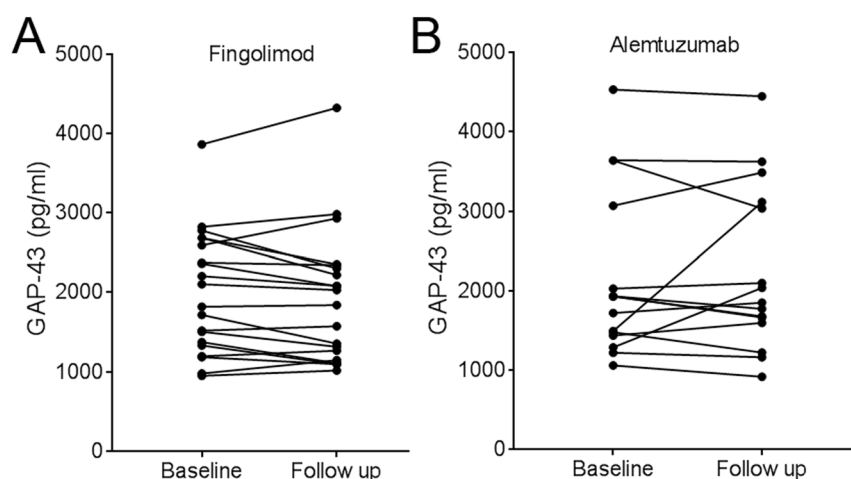 A
Fingolimod
GAP-43 (pg/ml)
5000
4000
3000
2000
1000
0
Baseline Follow up
B
Alemtuzumab
GAP-43 (pg/ml)
5000
4000
3000
2000
1000
0
Baseline Follow up